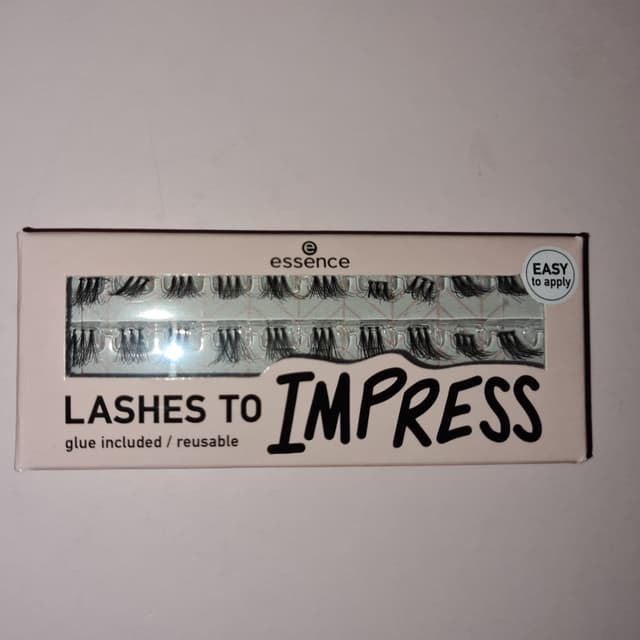 essence
EASY
to apply
LASHES TO IMPRESS
glue included / reusable